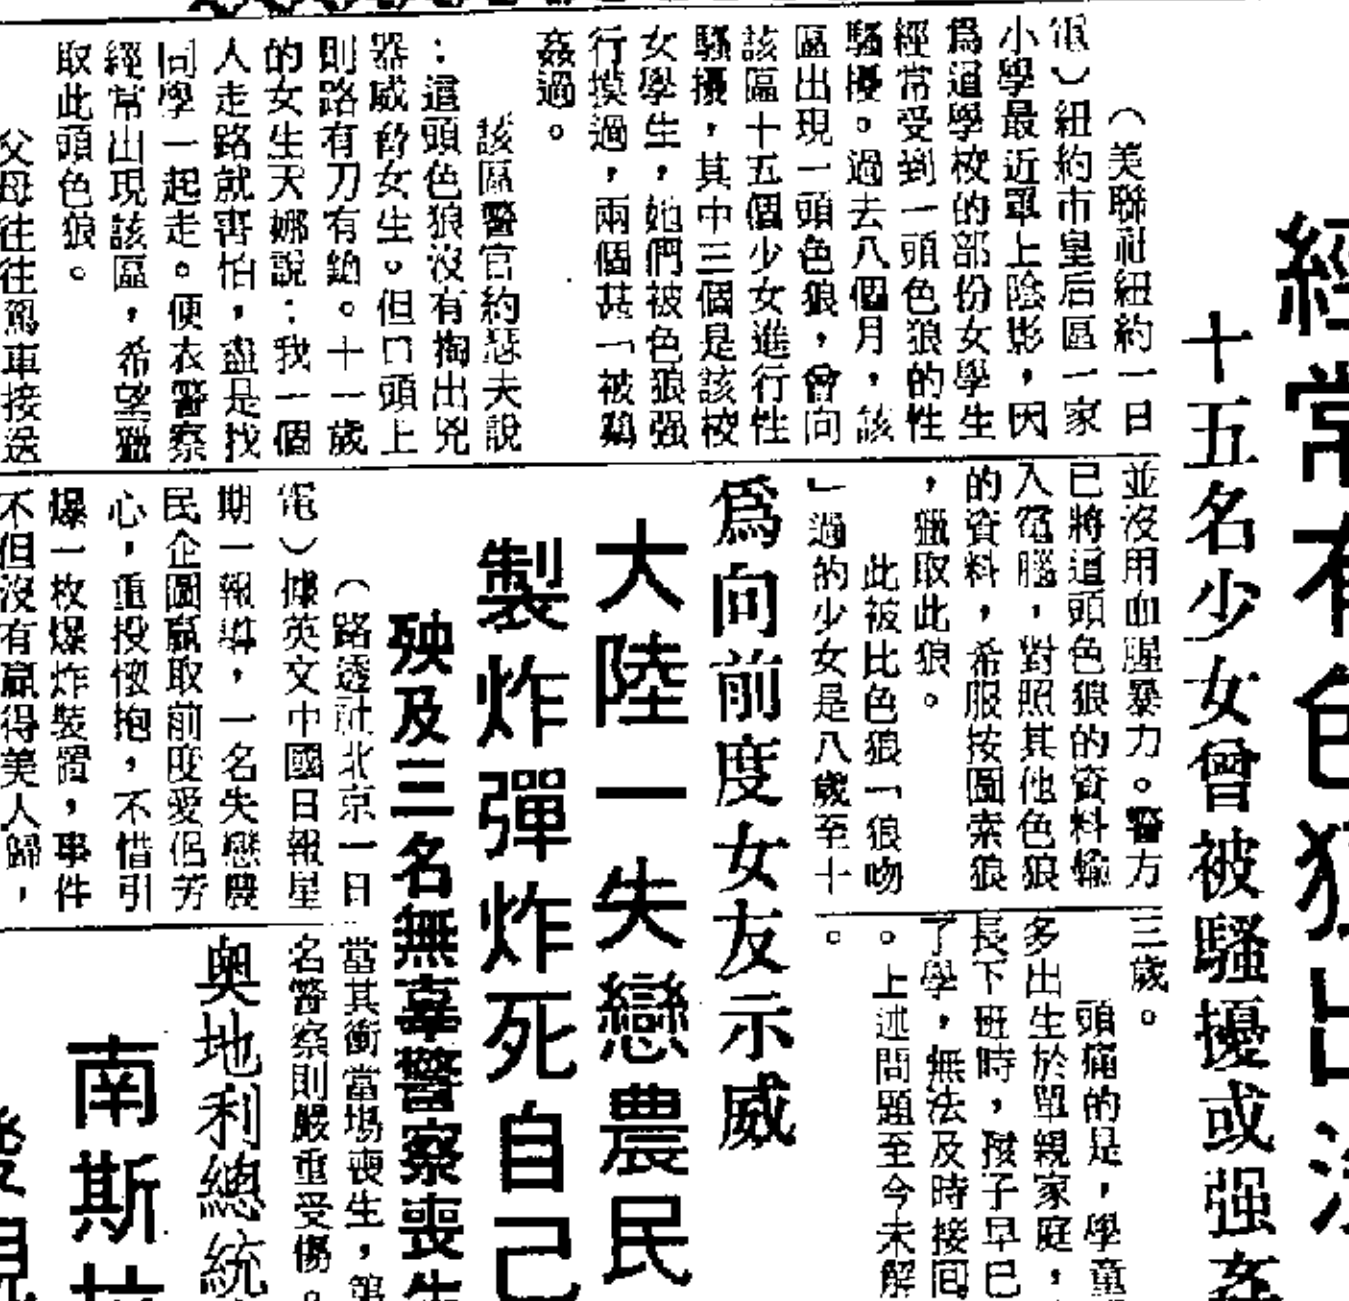 經常有色狼出沒
十五名少女曾被騷擾或强姦
（美聯社紐約一日
電）紐約市皇后區一家
小學最近罩上陰影，因
爲這學校的部份女學生
經常受到一頭色狼的性
騷擾。過去八個月，該
區出現一頭色狼，曾向
該區十五個少女進行性
騷擾，其中三個是該校
女學生，她們被色狼强
行摸過，兩個甚「被鷄
姦過。
該區警官約瑟夫說
：這頭色狼沒有掏出兇
器威脅女生。但口頭上
則路有刀有鎗。十一歲
的女生天娜說：我一個
人走路就害怕，盡是找
同學一起走。便衣警察
經常出現該區，希望獵
取此頭色狼。
父母往往駕車接送
並沒用血腥暴力。警方
已將這頭色狼的資料輸
入電腦，對照其他色狼
的資料，希服按圖索狼
，獵取此狼。
此被比色狼「狼吻
」過的少女是八歲至十
三歲。
頭痛的是，學童
多出生於單親家庭，
長下班時，孩子早已
了學，無法及時接回
。上述問題至今未解
。
爲向前度女友示威
大陸一失戀農民
製炸彈炸死自己
殃及三名無辜警察喪生
（路透社北京一日
電）據英文中國日報星
期一報導，一名失戀農
民企圖贏取前度愛侶芳
心，重投懷抱，不惜引
爆一枚爆炸裝置，事件
不但沒有贏得美人歸，
當其衝當場喪生，第
名警察則嚴重受傷。
奧地利總統
南斯拉
發現